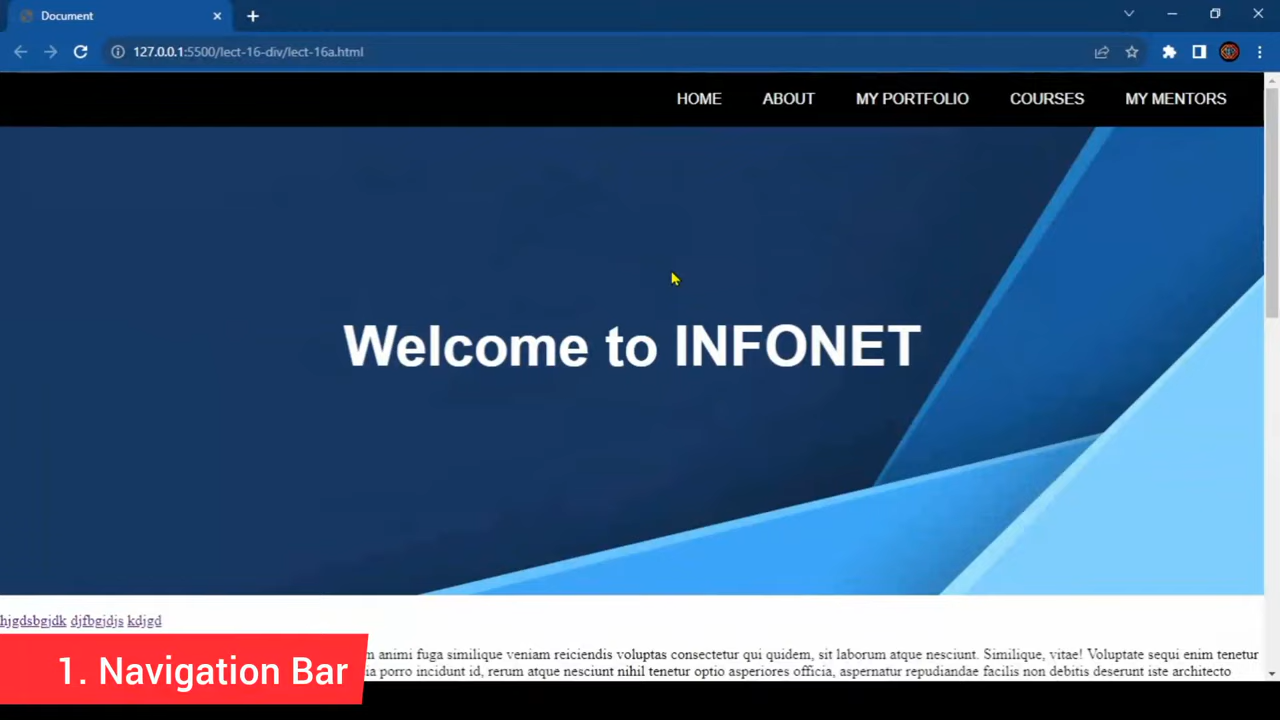 Document
127.0.0.1:5500/lect-16-div/lect-16a.html
HOME ABOUT MY PORTFOLIO COURSES MY MENTORS
Welcome to INFONET
hjgdsbgjdk djfbgjdjs kdjgd
animi fuga similique veniam reiciendis voluptas consectetur qui quidem, sit laborum atque nesciunt. Similique, vitae! Voluptate sequi enim tenetur
porro incidunt id, rerum atque nesciunt nihil tenetur optio asperiores officia, aspernatur repudiandae facilis non debitis deserunt iste architecto
1. Navigation Bar